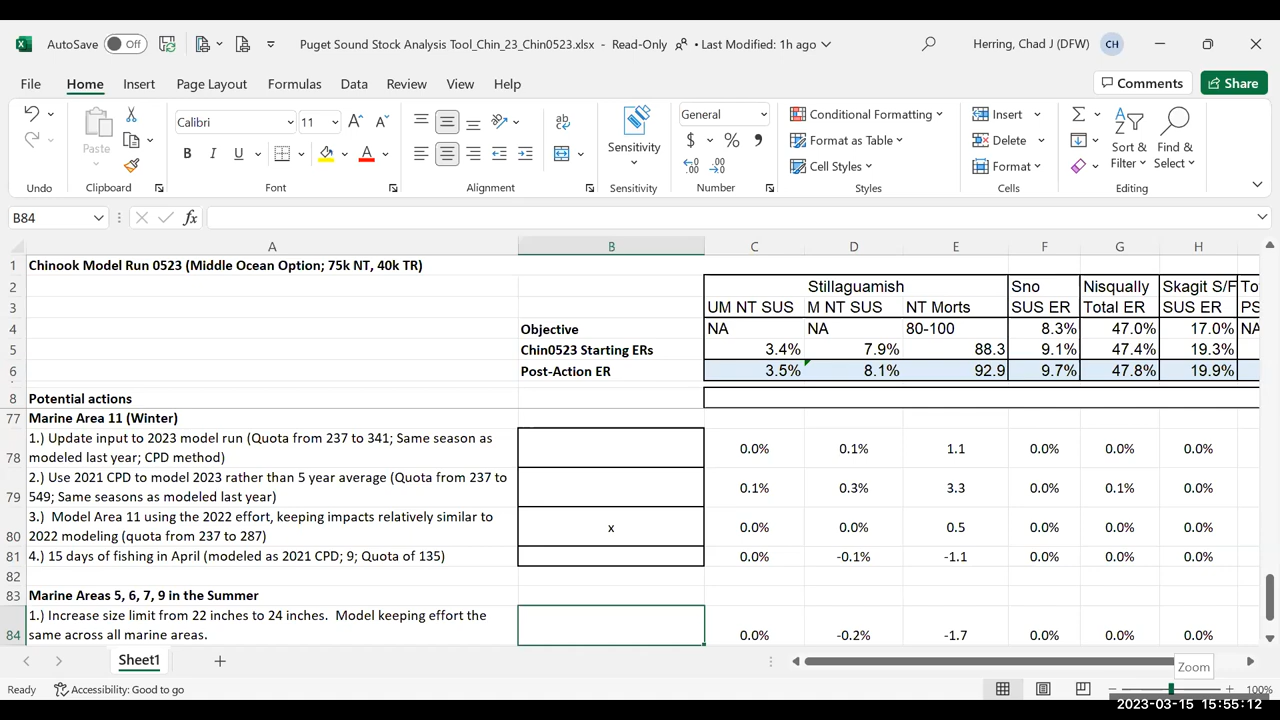 AutoSave Off Puget Sound Stock Analysis Tool_Chin_23_Chin0523.xlsx - Read-Only • Last Modified: 1h ago Herring, Chad J (DFW) CH
File Home Insert Page Layout Formulas Data Review View Help Comments Share
Calibri 11 General Conditional Formatting Insert
Paste Sensitivity Format as Table Delete Sort & Filter Find & Select
B I U A $ % Cell Styles Format
Undo Clipboard Font Alignment Sensitivity Number Styles Cells Editing
B84 fx
A B C D E F G H
1 Chinook Model Run 0523 (Middle Ocean Option; 75k NT, 40k TR)
2 Stillaguamish Sno Nisqually Skagit S/F To
3 UM NT SUS M NT SUS NT Morts SUS ER Total ER SUS ER PS
4 Objective NA NA 80-100 8.3% 47.0% 17.0% NA
5 Chin0523 Starting ERs 3.4% 7.9% 88.3 9.1% 47.4% 19.3%
6 Post-Action ER 3.5% 8.1% 92.9 9.7% 47.8% 19.9%
8 Potential actions
77 Marine Area 11 (Winter)
1.) Update input to 2023 model run (Quota from 237 to 341; Same season as
78 modeled last year; CPD method) 0.0% 0.1% 1.1 0.0% 0.0% 0.0%
2.) Use 2021 CPD to model 2023 rather than 5 year average (Quota from 237 to
79 549; Same seasons as modeled last year) 0.1% 0.3% 3.3 0.0% 0.1% 0.0%
3.) Model Area 11 using the 2022 effort, keeping impacts relatively similar to
80 2022 modeling (quota from 237 to 287) x 0.0% 0.0% 0.5 0.0% 0.0% 0.0%
81 4.) 15 days of fishing in April (modeled as 2021 CPD; 9; Quota of 135) 0.0% -0.1% -1.1 0.0% 0.0% 0.0%
82
83 Marine Areas 5, 6, 7, 9 in the Summer
1.) Increase size limit from 22 inches to 24 inches. Model keeping effort the
84 same across all marine areas. 0.0% -0.2% -1.7 0.0% 0.0% 0.0%
Sheet1 Zoom
Ready Accessibility: Good to go 100%
2023-03-15 15:55:12